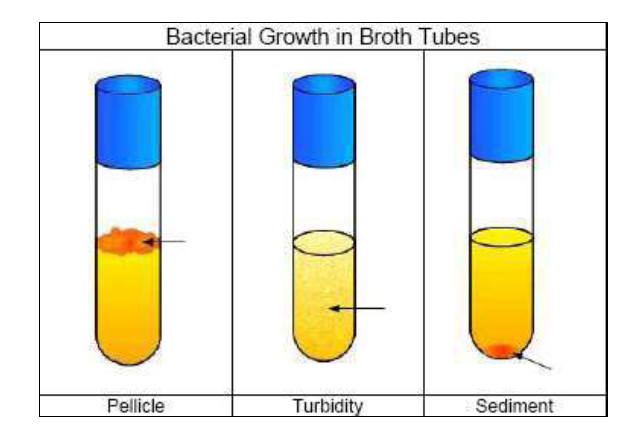 Bacterial Growth in Broth Tubes
Pellicle
Turbidity
Sediment